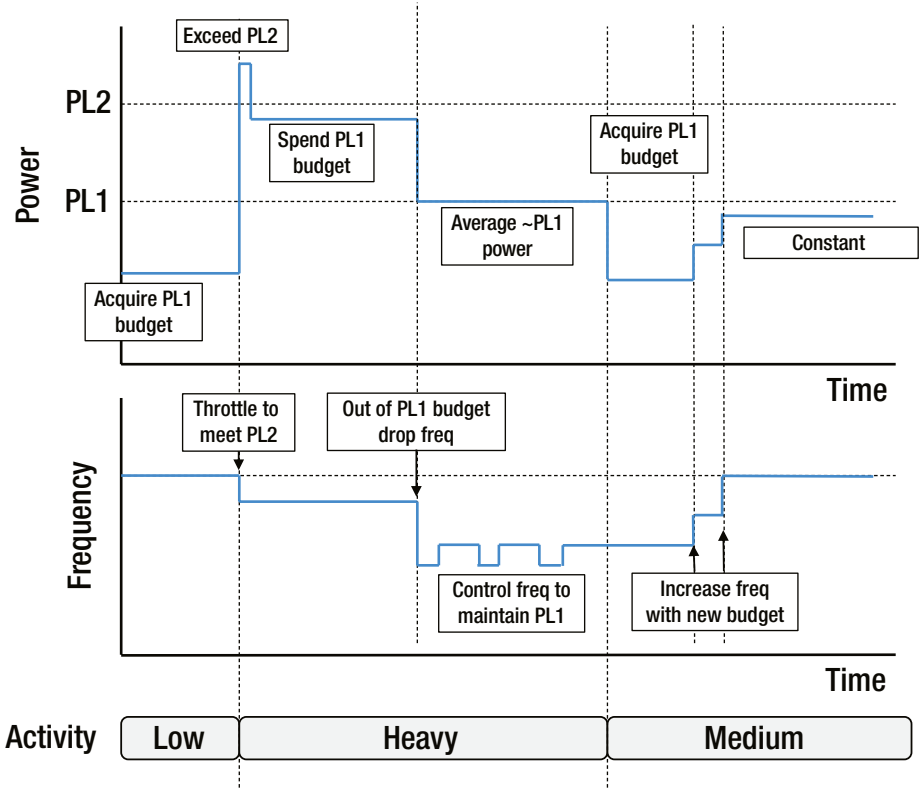 Exceed PL2
PL2
Spend PL1
budget
Acquire PL1
budget
Power
PL1
Average ~PL1
power
Constant
Acquire PL1
budget
Time
Throttle to
meet PL2
Out of PL1 budget
drop freq
Frequency
Control freq to
maintain PL1
Increase freq
with new budget
Time
Activity
Low
Heavy
Medium